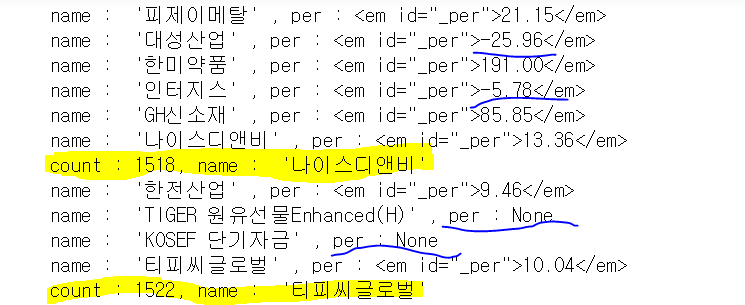 name : '피제이메탈' , per : <em id="_per">21.15</em>
name : '대성산업' , per : <em id="_per">-25.96</em>
name : '한미약품' , per : <em id="_per">191.00</em>
name : '인터지스' , per : <em id="_per">-5.78</em>
name : 'GH신소재' , per : <em id="_per">85.85</em>
name : '나이스디앤비' , per : <em id="_per">13.36</em>
count : 1518, name : '나이스디앤비'
name : '한전산업' , per : <em id="_per">9.46</em>
name : 'TIGER 원유선물Enhanced(H)' , per : None
name : 'KOSEF 단기자금' , per : None
name : '티피씨글로벌' , per : <em id="_per">10.04</em>
count : 1522, name : '티피씨글로벌'